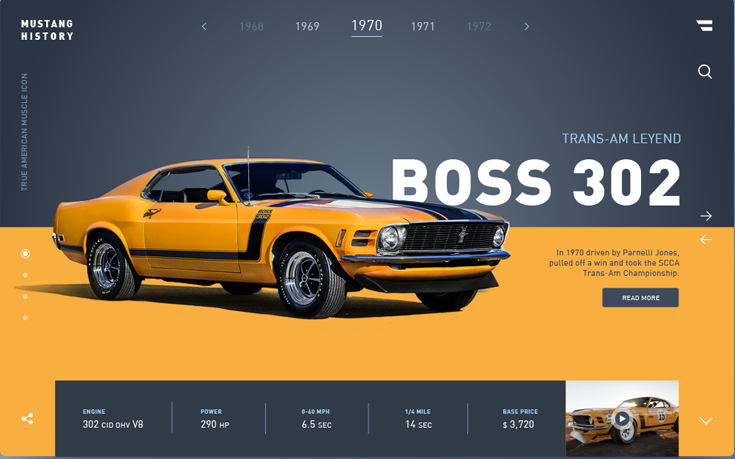 MUSTANG
HISTORY
1968
1969
1970
1971
1972
TRUE AMERICAN MUSCLE ICON
TRANS-AM LEYEND
BOSS 302
BOSS
302
In 1970 driven by Parnelli Jones,
pulled off a win and took the SCCA
Trans-Am Championship.
READ MORE
ENGINE
302 CID OHV V8
POWER
290 HP
0-60 MPH
6.5 SEC
1/4 MILE
14 SEC
BASE PRICE
$ 3,720
15